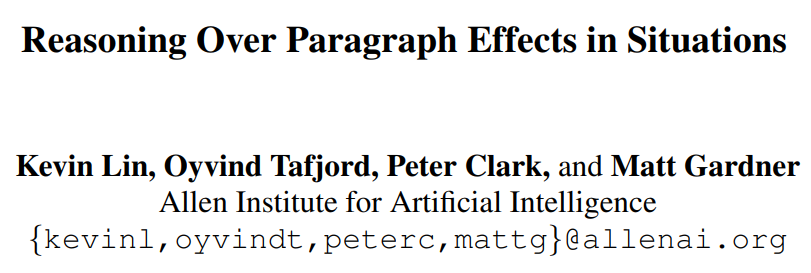 Reasoning Over Paragraph Effects in Situations
Kevin Lin, Oyvind Tafjord, Peter Clark, and Matt Gardner
Allen Institute for Artificial Intelligence
{kevinl,oyvindt,peterc,mattg}@allenai.org